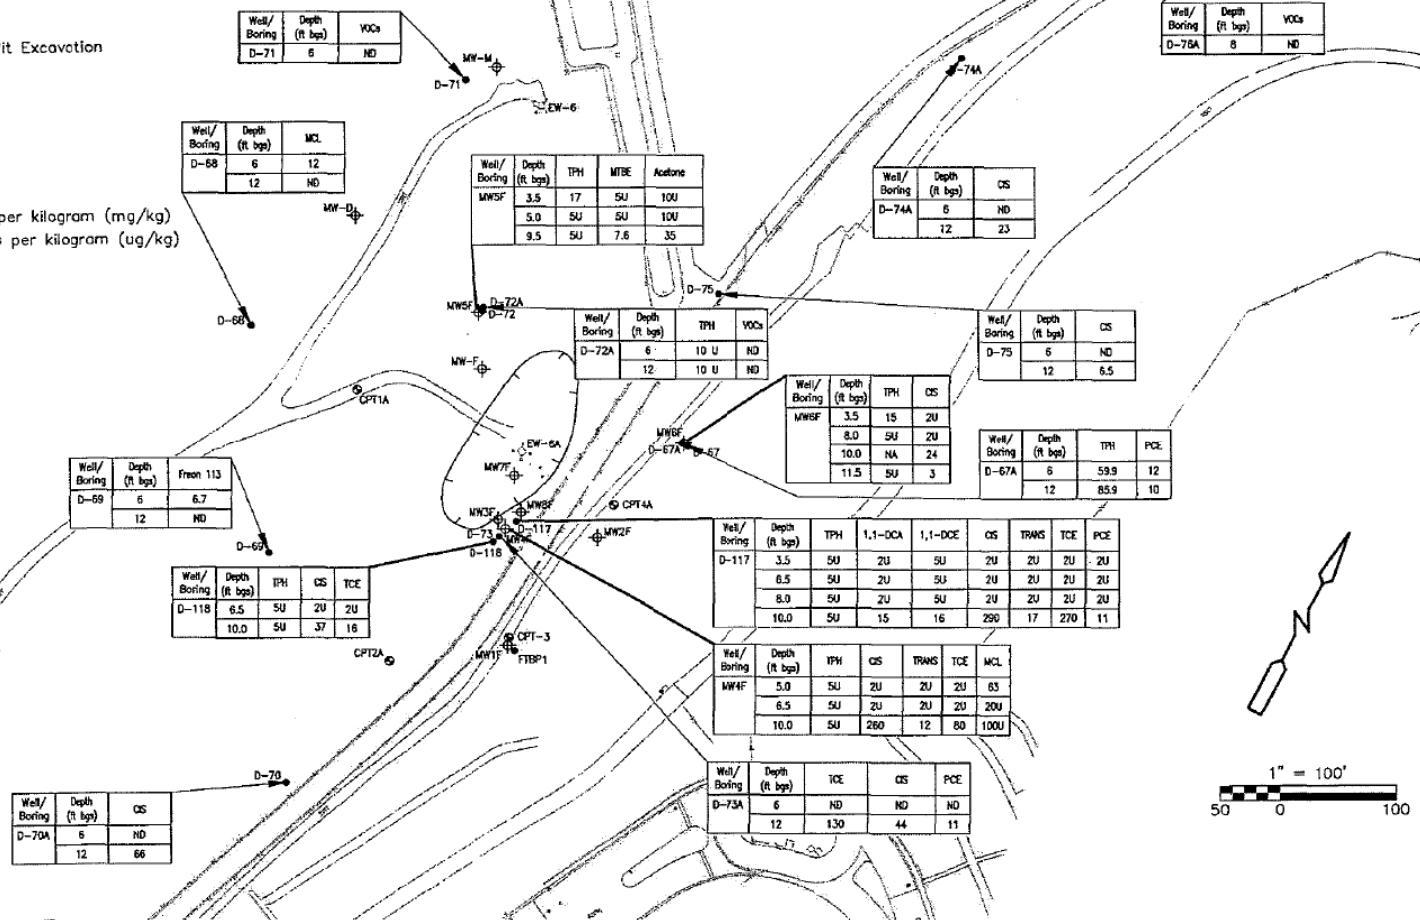 it Excavation
Well/ Boring Depth (ft bgs) VOCs
D-71 6 ND
Well/ Boring Depth (ft bgs) VOCs
D-76A 8 ND
MW-M
D-71
EW-6
D-74A
Well/ Boring Depth (ft bgs) MCL
D-68 6 12
12 ND
Well/ Boring Depth (ft bgs) TPH MTBE Acetone
MW5F 3.5 17 5U 10U
5.0 5U 5U 10U
9.5 5U 7.6 35
Well/ Boring Depth (ft bgs) CIS
D-74A 6 ND
12 23
MW-D
per kilogram (mg/kg)
s per kilogram (ug/kg)
D-75
D-68
MW5F
D-72A
D-72
Well/ Boring Depth (ft bgs) TPH VOCs
D-72A 6 10 U ND
12 10 U ND
Well/ Boring Depth (ft bgs) CIS
D-75 6 ND
12 6.5
MW-F
CPT1A
Well/ Boring Depth (ft bgs) TPH CIS
MW6F 3.5 15 2U
8.0 5U 2U
10.0 NA 24
11.5 5U 3
MW6F
D-67A
D-67
Well/ Boring Depth (ft bgs) TPH PCE
D-67A 6 59.9 12
12 85.9 10
EW-6A
MW7F
Well/ Boring Depth (ft bgs) Freon 113
D-69 6 6.7
12 ND
MW3F
MW8F
CPT4A
D-117
D-73
MW4F
MW2F
D-118
D-69
Well/ Boring Depth (ft bgs) TPH 1,1-DCA 1,1-DCE CIS TRANS TCE PCE
D-117 3.5 5U 2U 5U 2U 2U 2U 2U
6.5 5U 2U 5U 2U 2U 2U 2U
8.0 5U 2U 5U 2U 2U 2U 2U
10.0 5U 15 16 290 17 270 11
Well/ Boring Depth (ft bgs) TPH CIS TCE
D-118 6.5 5U 2U 2U
10.0 5U 37 16
CPT-3
MW1F
FTBP1
CPT2A
Well/ Boring Depth (ft bgs) TPH CIS TRANS TCE MCL
MW4F 5.0 5U 2U 2U 2U 63
6.5 5U 2U 2U 2U 20U
10.0 5U 260 12 80 100U
N
D-70
Well/ Boring Depth (ft bgs) TCE CIS PCE
D-73A 6 ND ND ND
12 130 44 11
1" = 100'
50 0 100
Well/ Boring Depth (ft bgs) CIS
D-70A 6 ND
12 66